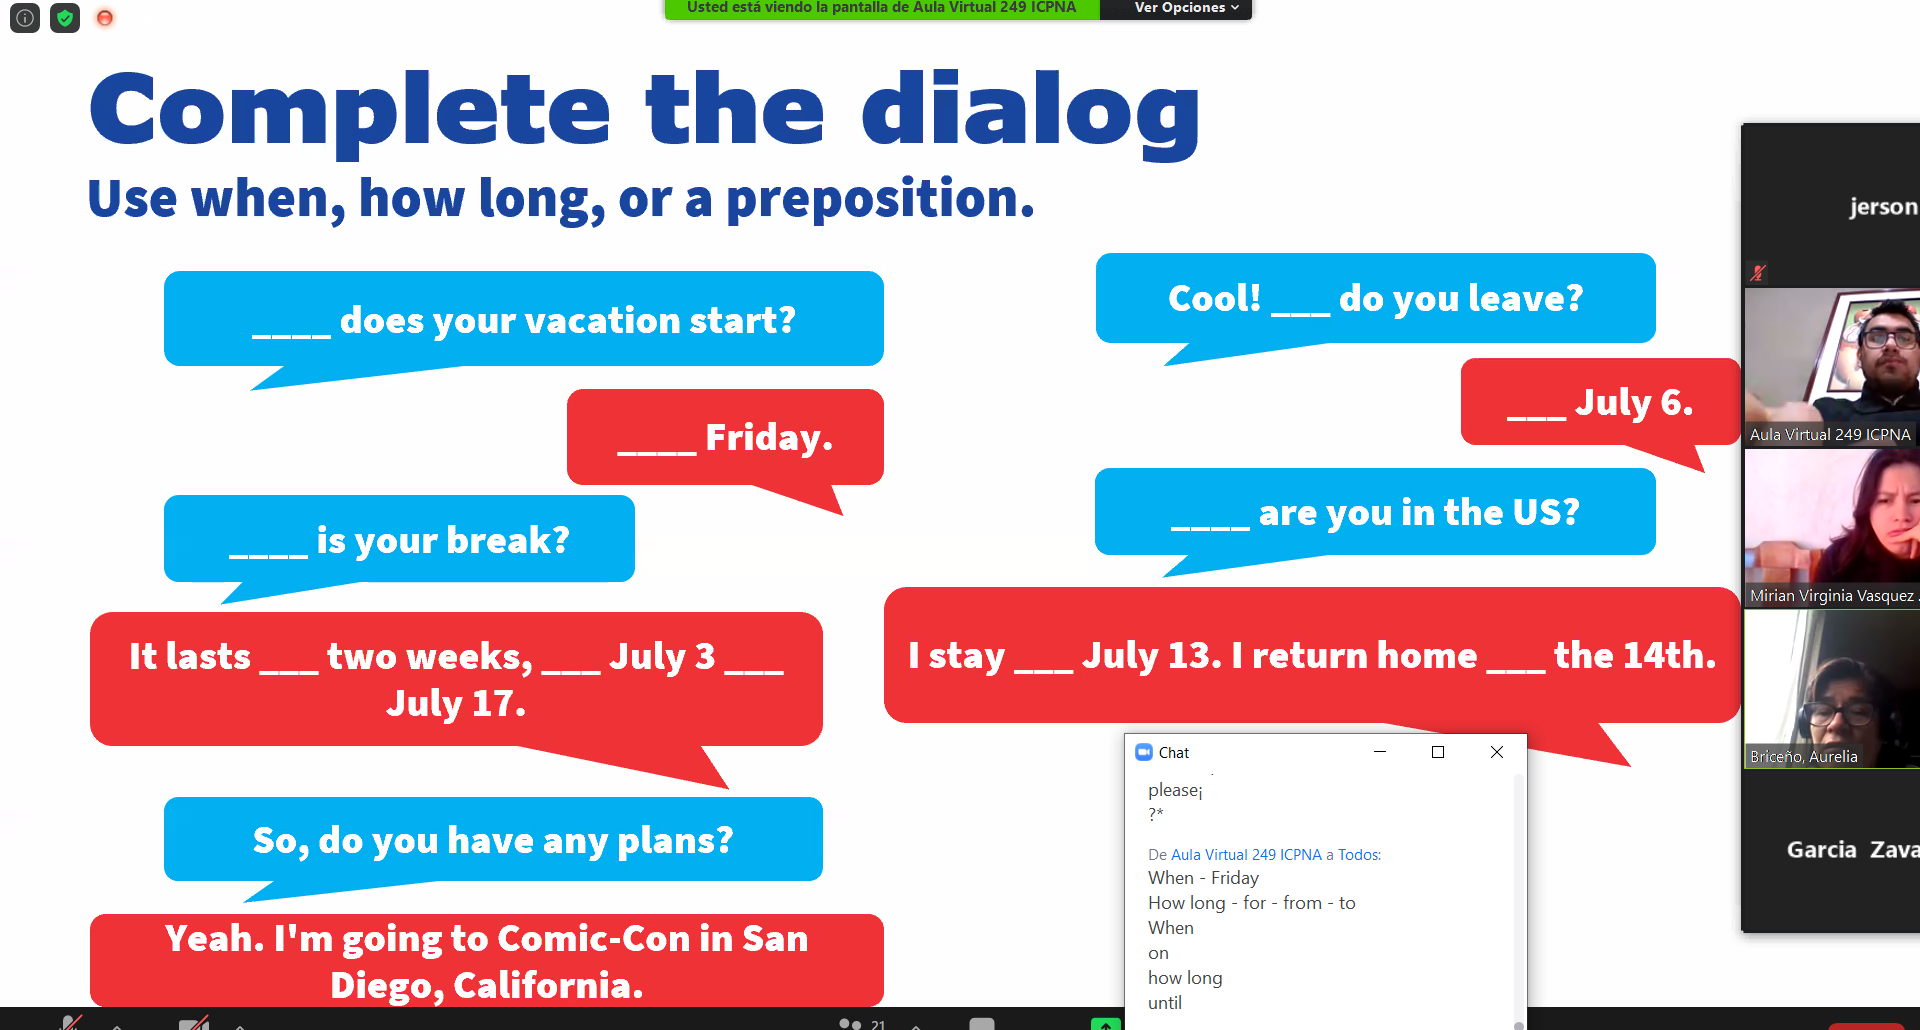 Usted está viendo la pantalla de Aula Virtual 249 ICPNA
Ver Opciones
Complete the dialog
Use when, how long, or a preposition.
____ does your vacation start?
____ Friday.
____ is your break?
It lasts ___ two weeks, ___ July 3 ___
July 17.
So, do you have any plans?
Yeah. I'm going to Comic-Con in San
Diego, California.
Cool! ___ do you leave?
___ July 6.
____ are you in the US?
I stay ___ July 13. I return home ___ the 14th.
Chat
please¡
?*
De Aula Virtual 249 ICPNA a Todos:
When - Friday
How long - for - from - to
When
on
how long
until
jerson
Aula Virtual 249 ICPNA
Mirian Virginia Vasquez
Briceño, Aurelia
Garcia Zava
21